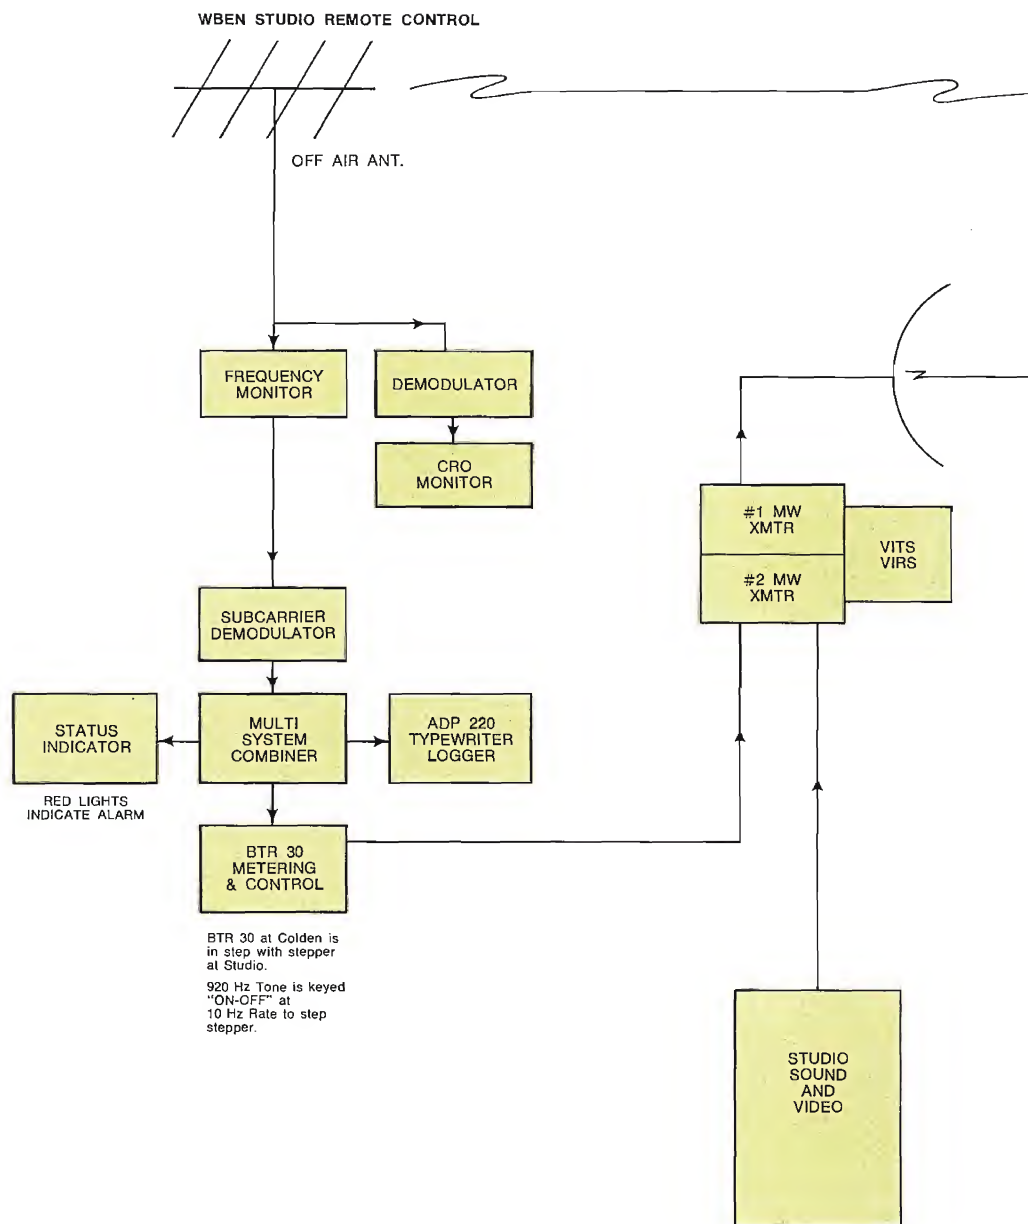 WBEN STUDIO REMOTE CONTROL
OFF AIR ANT.
FREQUENCY
MONITOR
DEMODULATOR
CRO
MONITOR
#1 MW
XMTR
#2 MW
XMTR
VITS
VIRS
SUBCARRIER
DEMODULATOR
STATUS
INDICATOR
RED LIGHTS
INDICATE ALARM
MULTI
SYSTEM
COMBINER
ADP 220
TYPEWRITER
LOGGER
BTR 30
METERING
& CONTROL
BTR 30 at Colden is
in step with stepper
at Studio.
920 Hz Tone is keyed
"ON-OFF" at
10 Hz Rate to step
stepper.
STUDIO
SOUND
AND
VIDEO